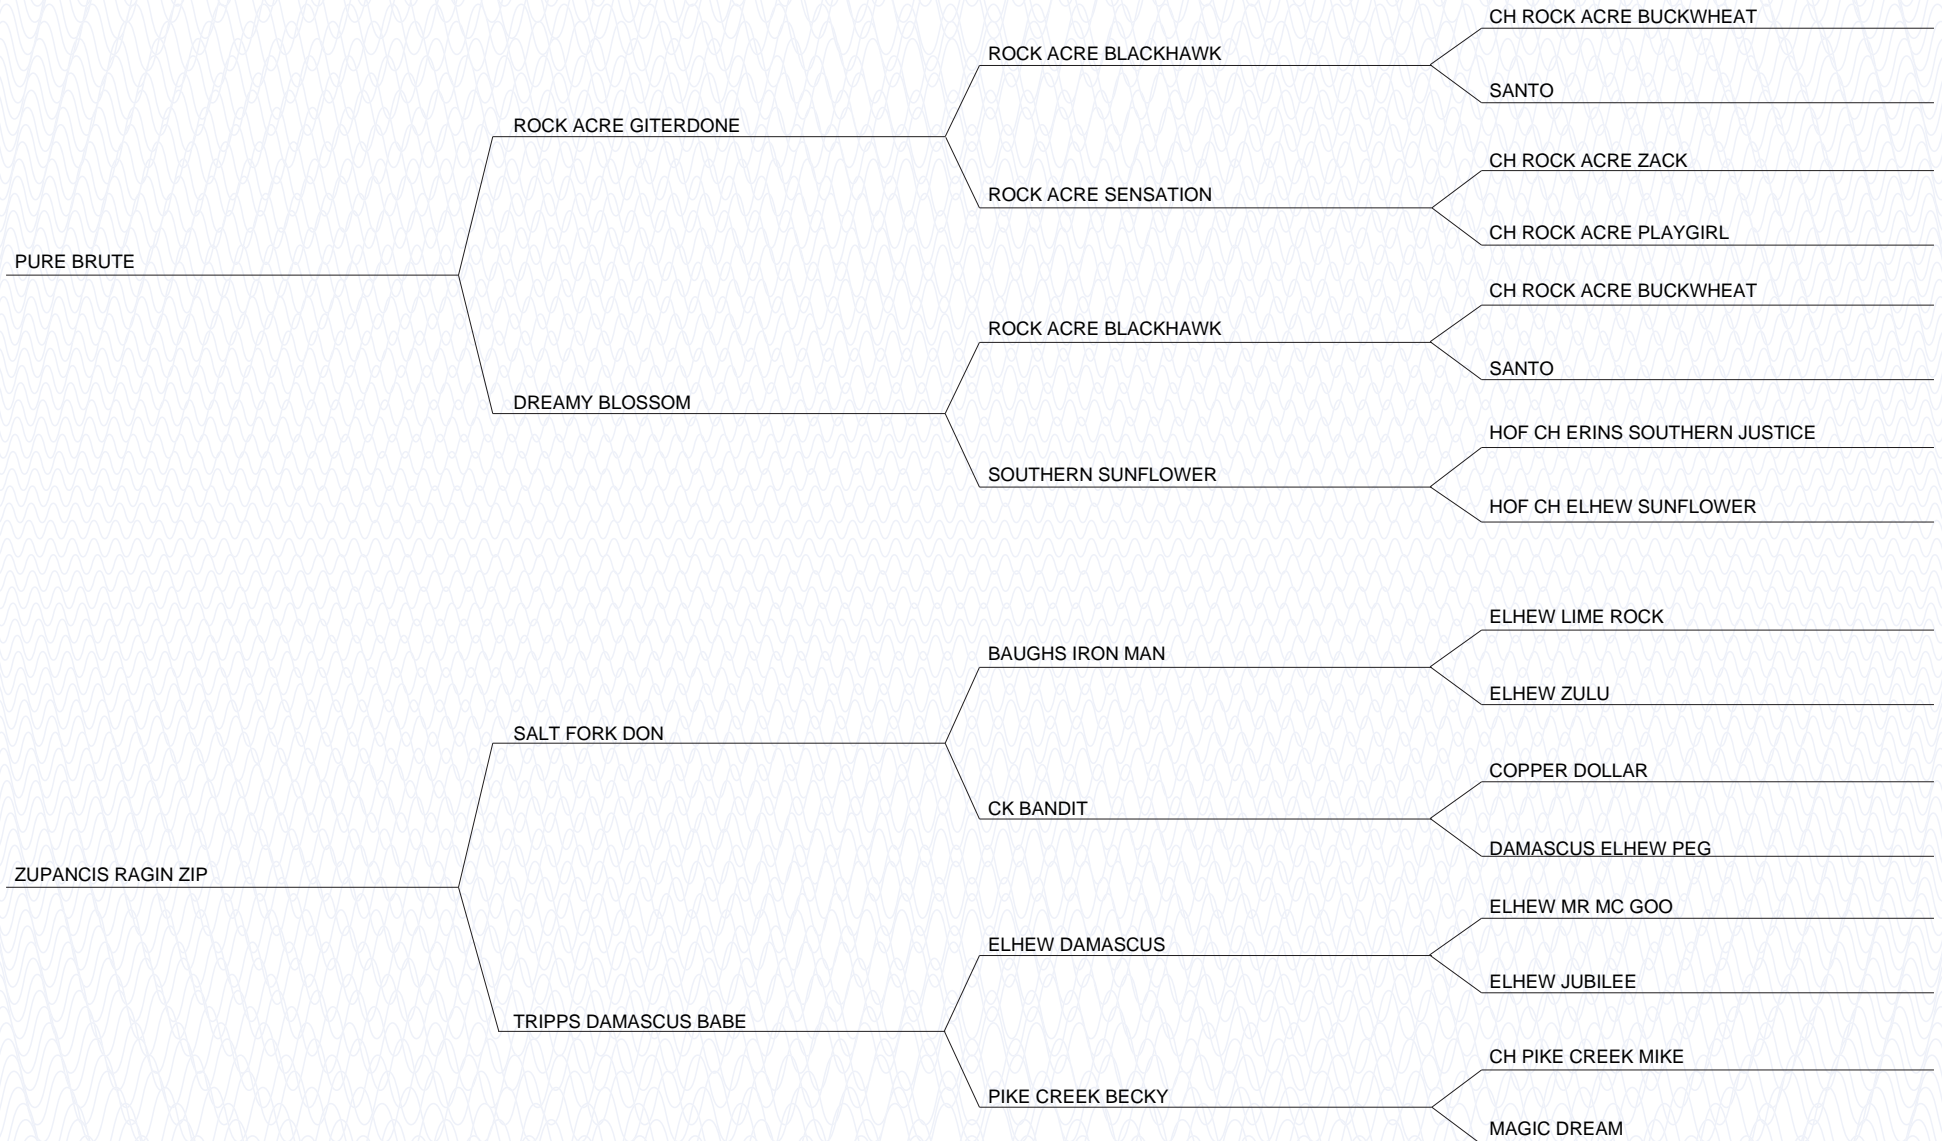 CH ROCK ACRE BUCKWHEAT
ROCK ACRE BLACKHAWK
SANTO
ROCK ACRE GITERDONE
CH ROCK ACRE ZACK
ROCK ACRE SENSATION
CH ROCK ACRE PLAYGIRL
PURE BRUTE
CH ROCK ACRE BUCKWHEAT
ROCK ACRE BLACKHAWK
SANTO
DREAMY BLOSSOM
HOF CH ERINS SOUTHERN JUSTICE
SOUTHERN SUNFLOWER
HOF CH ELHEW SUNFLOWER
ELHEW LIME ROCK
BAUGHS IRON MAN
ELHEW ZULU
SALT FORK DON
COPPER DOLLAR
CK BANDIT
DAMASCUS ELHEW PEG
ZUPANCIS RAGIN ZIP
ELHEW MR MC GOO
ELHEW DAMASCUS
ELHEW JUBILEE
TRIPPS DAMASCUS BABE
CH PIKE CREEK MIKE
PIKE CREEK BECKY
MAGIC DREAM